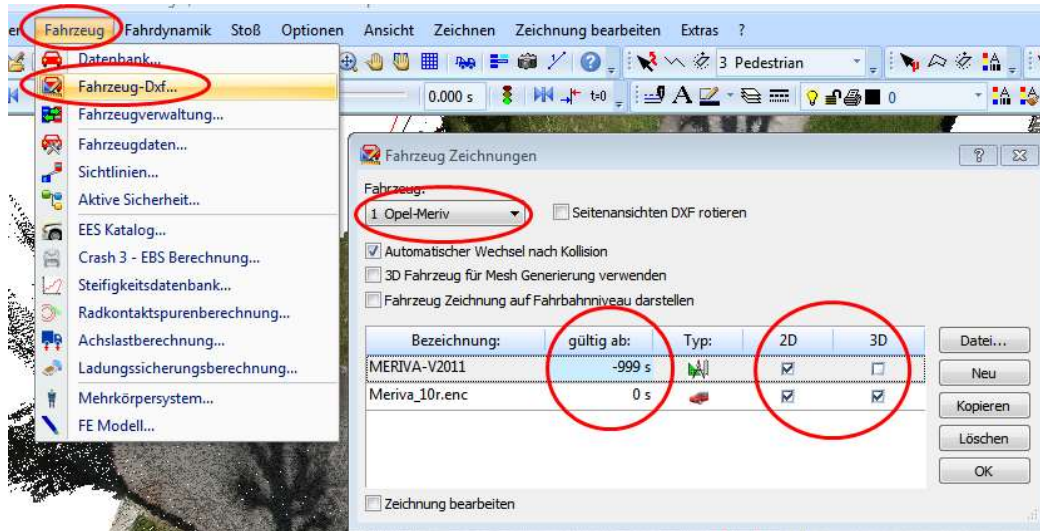 Fahrzeug Fahrdynamik Stoß Optionen Ansicht Zeichnen Zeichnung bearbeiten Extras ?
3 Pedestrian
0.000 s t=0 A 0
Datenbank...
Fahrzeug-Dxf...
Fahrzeugverwaltung...
Fahrzeugdaten...
Sichtlinien...
Aktive Sicherheit...
EES Katalog...
Crash 3 - EBS Berechnung...
Steifigkeitsdatenbank...
Radkontaktspurenberechnung...
Achslastberechnung...
Ladungssicherungsberechnung...
Mehrkörpersystem...
FE Modell...
Fahrzeug Zeichnungen
Fahrzeug:
1 Opel-Meriv
Seitenansichten DXF rotieren
Automatischer Wechsel nach Kollision
3D Fahrzeug für Mesh Generierung verwenden
Fahrzeug Zeichnung auf Fahrbahnniveau darstellen
Bezeichnung: gültig ab: Typ: 2D 3D
MERIVA-V2011 -999 s
Meriva_10r.enc 0 s
Datei...
Neu
Kopieren
Löschen
OK
Zeichnung bearbeiten